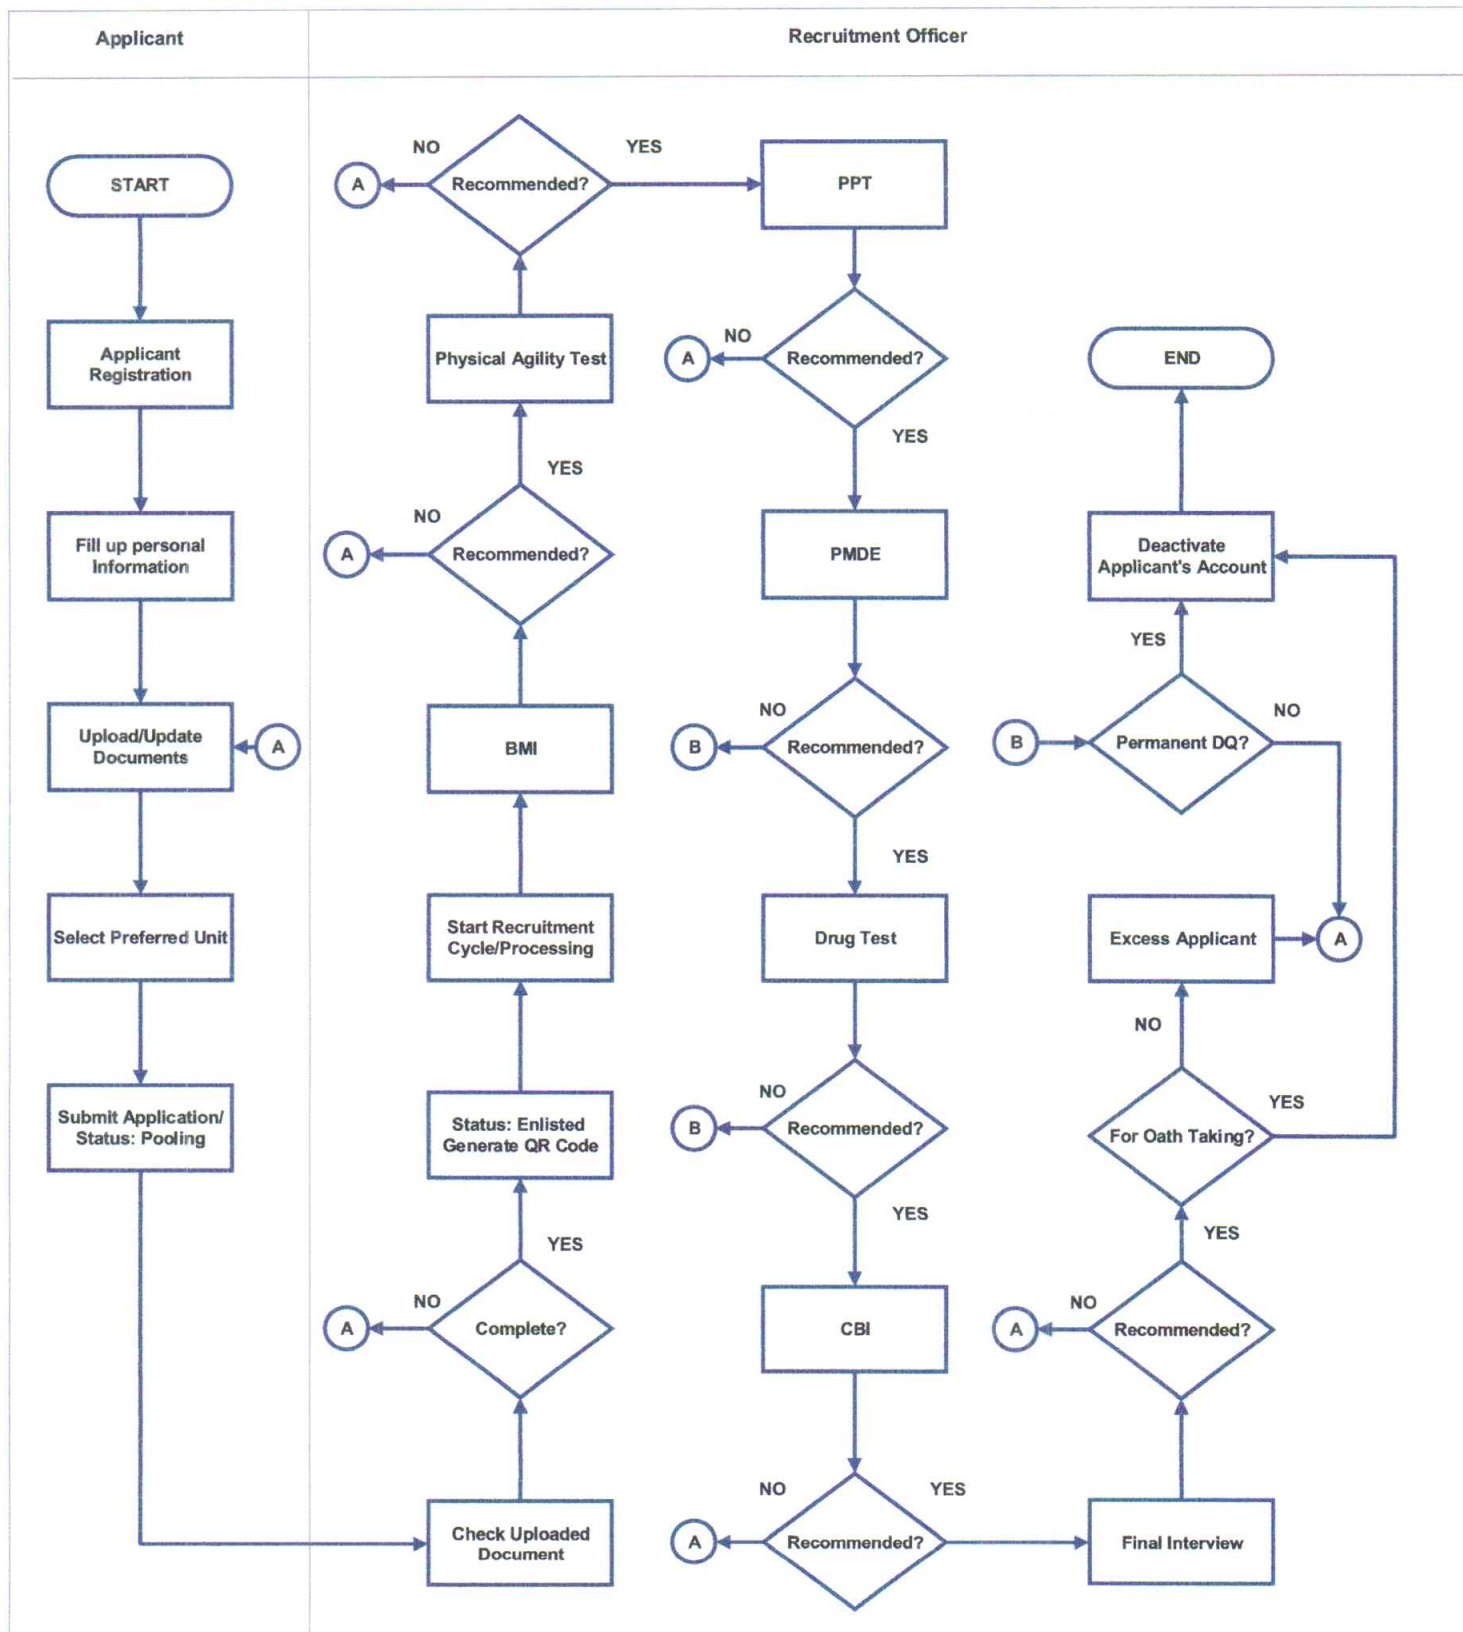 Applicant
Recruitment Officer
START
Applicant
Registration
Fill up personal
Information
Upload/Update
Documents
A
Select Preferred Unit
Submit Application/
Status: Pooling
NO
YES
A
Recommended?
Physical Agility Test
YES
NO
A
Recommended?
BMI
Start Recruitment
Cycle/Processing
Status: Enlisted
Generate QR Code
YES
NO
A
Complete?
Check Uploaded
Document
PPT
NO
A
Recommended?
YES
PMDE
NO
B
Recommended?
YES
Drug Test
NO
B
Recommended?
YES
CBI
NO
YES
A
Recommended?
END
Deactivate
Applicant's Account
YES
NO
B
Permanent DQ?
Excess Applicant
A
NO
YES
For Oath Taking?
YES
NO
A
Recommended?
Final Interview